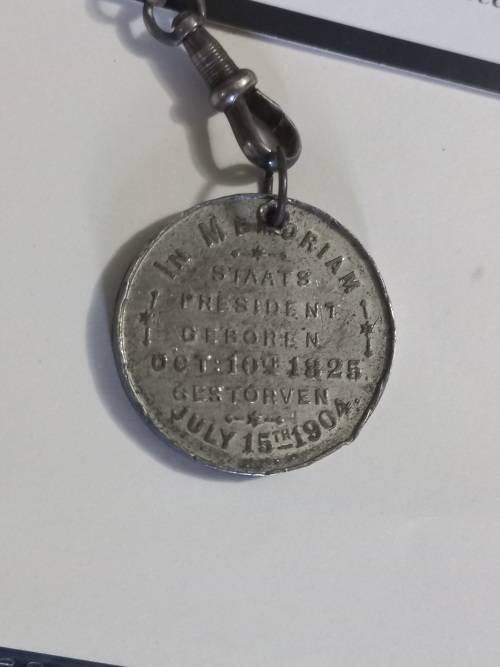 IN MEMORIAM
STAATS
PRESIDENT
GEBOREN
OCT: 10TH 1825.
GESTORVEN
JULY 15TH 1904.